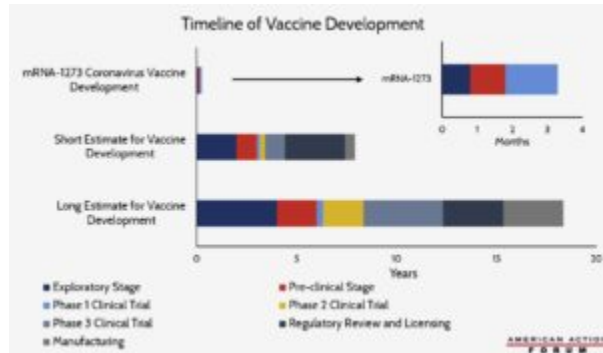 Timeline of Vaccine Development
mRNA-1273 Coronavirus Vaccine
Development
mRNA-1273
0 1 2 3 4
Months
Short Estimate for Vaccine
Development
Long Estimate for Vaccine
Development
0 5 10 15 20
Years
Exploratory Stage
Pre-clinical Stage
Phase 1 Clinical Trial
Phase 2 Clinical Trial
Phase 3 Clinical Trial
Regulatory Review and Licensing
Manufacturing
AMERICAN ACTION
FORUM